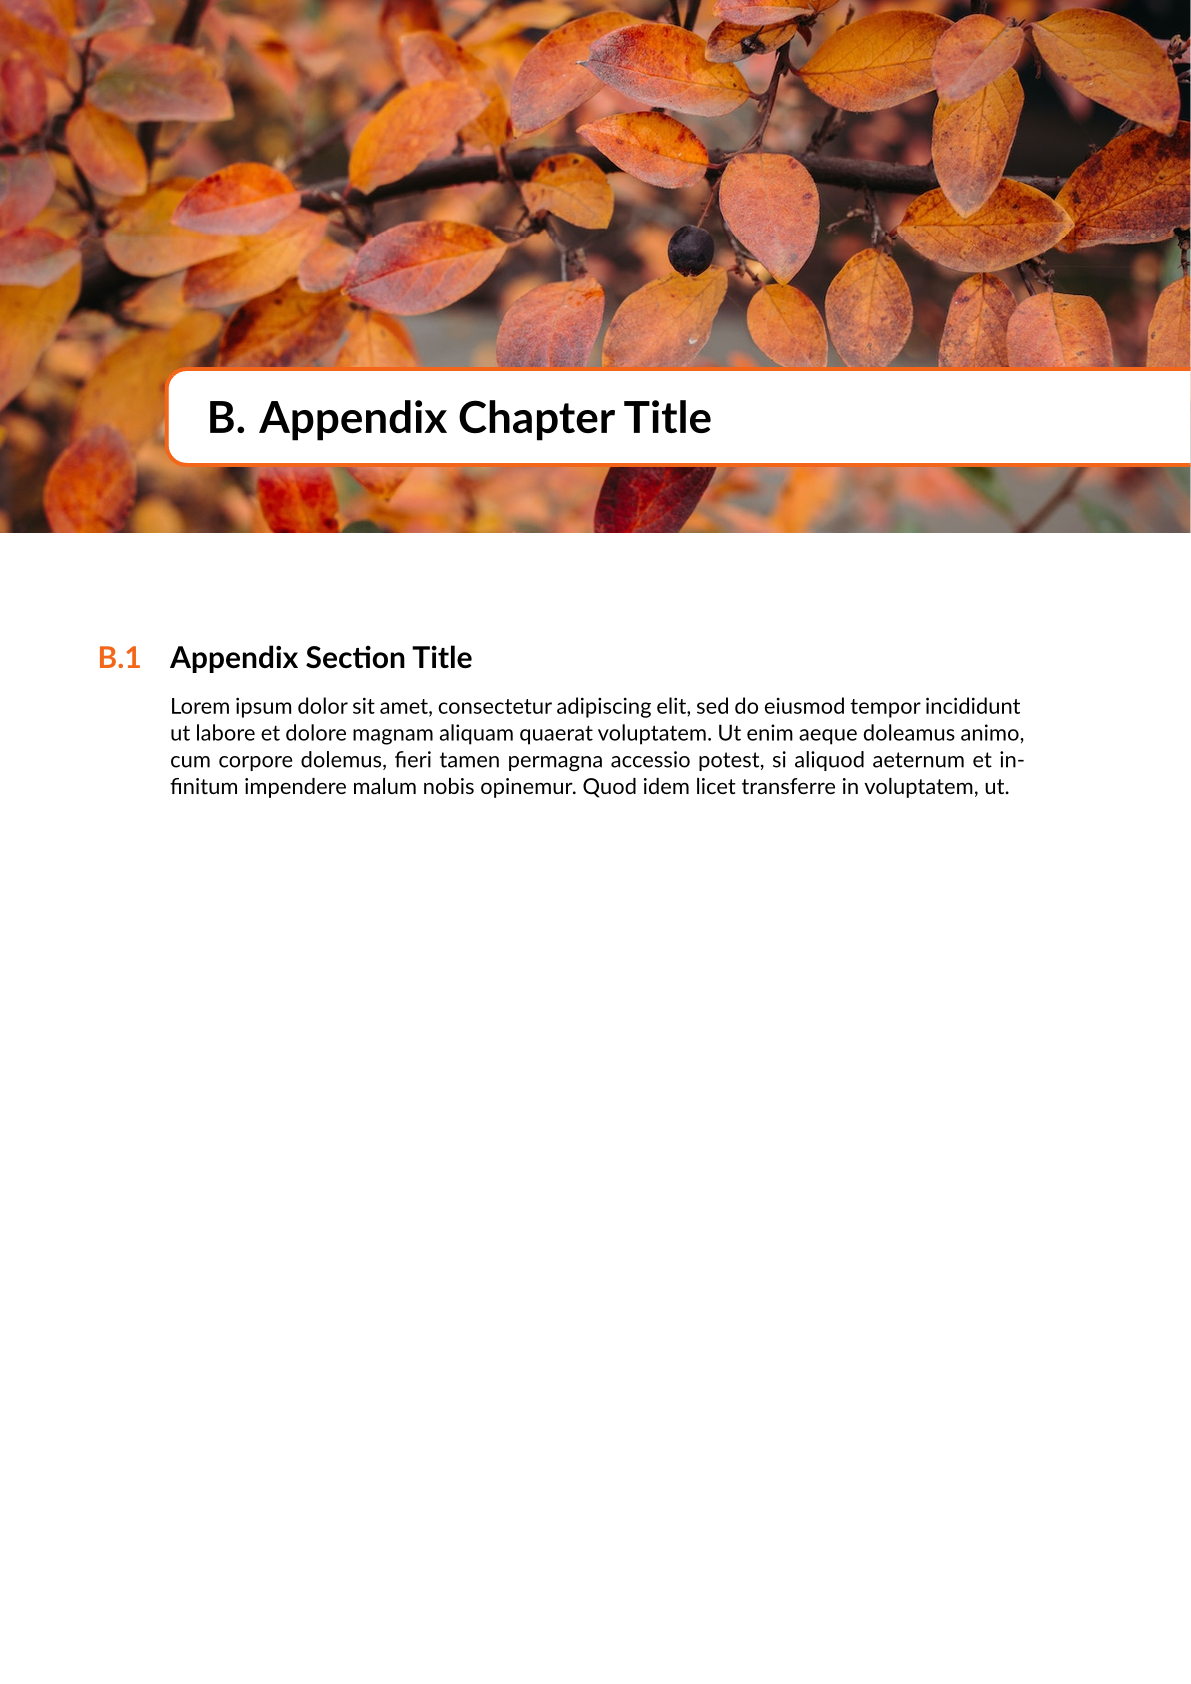 B. Appendix Chapter Title
B.1 Appendix Section Title
Lorem ipsum dolor sit amet, consectetur adipiscing elit, sed do eiusmod tempor incididunt
ut labore et dolore magnam aliquam quaerat voluptatem. Ut enim aeque doleamus animo,
cum corpore dolemus, fieri tamen permagna accessio potest, si aliquod aeternum et in-
finitum impendere malum nobis opinemur. Quod idem licet transferre in voluptatem, ut.